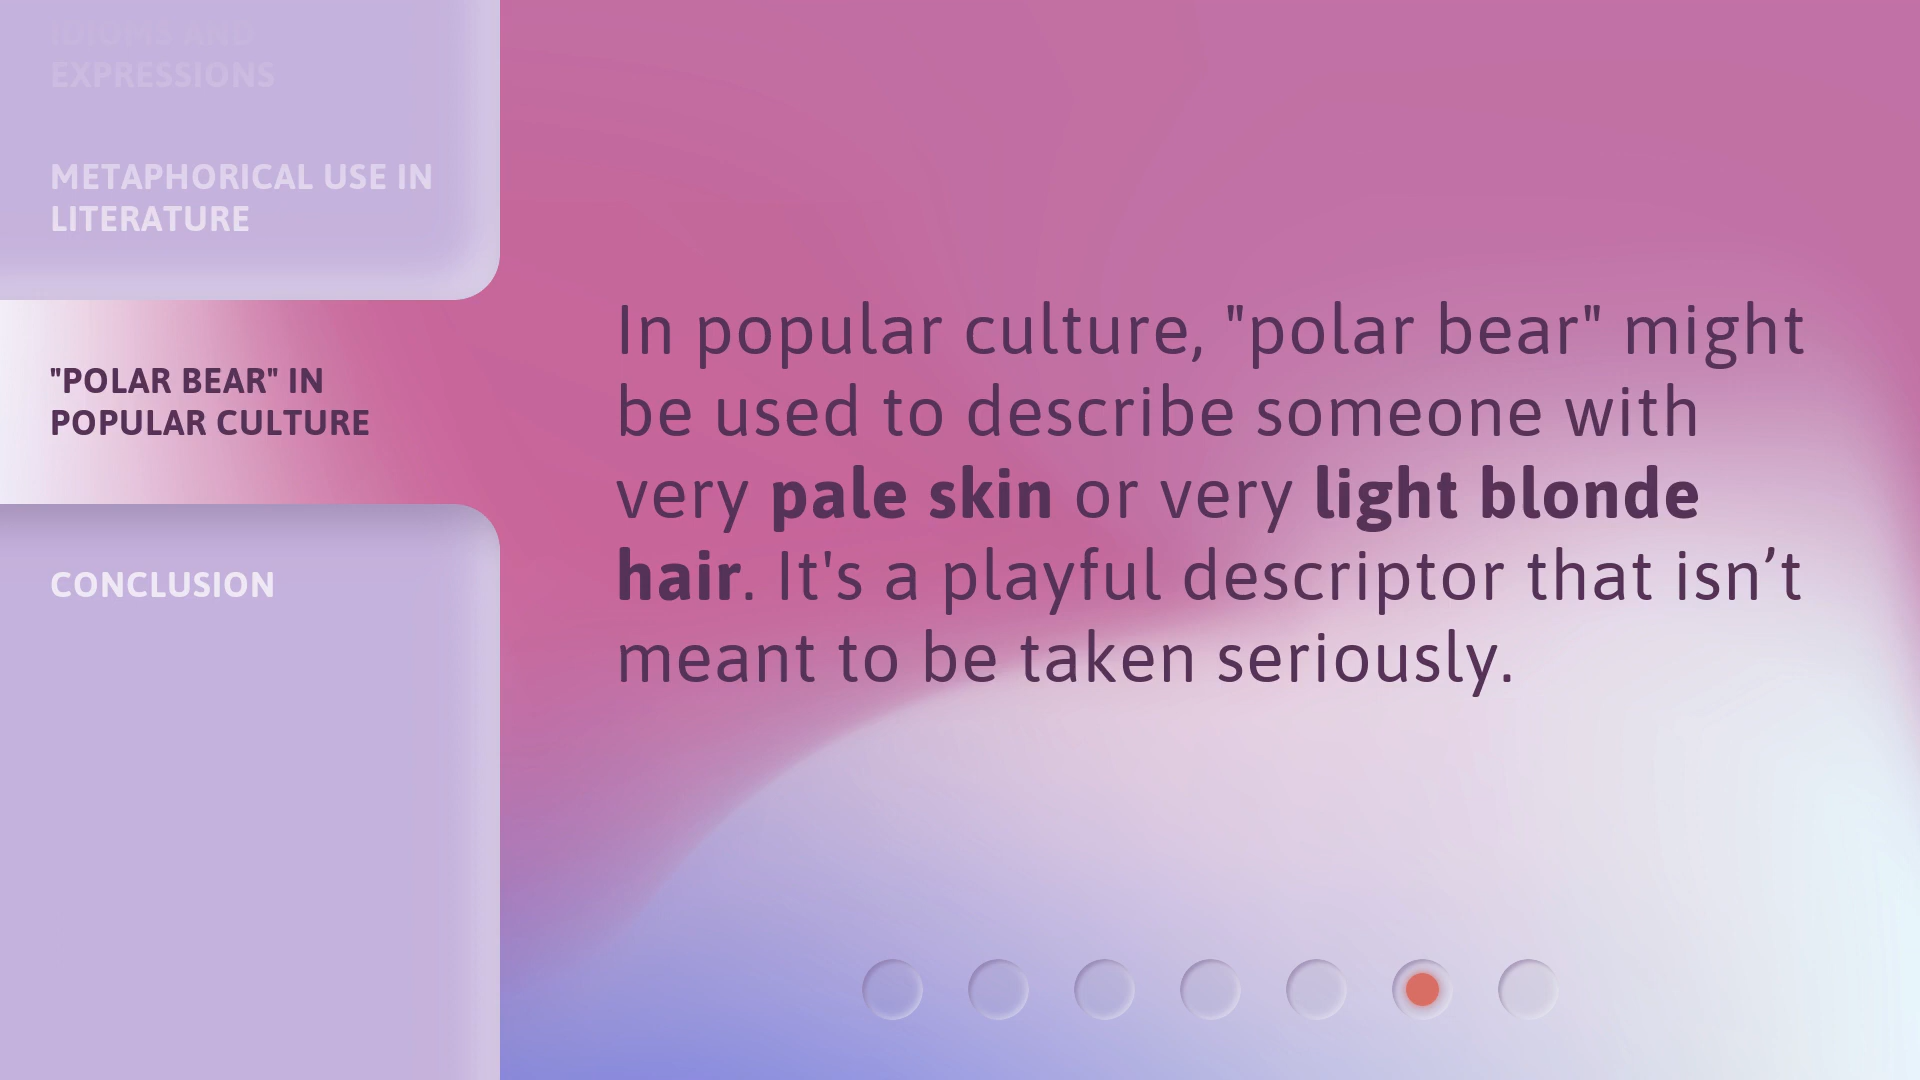 IDIOMS AND
EXPRESSIONS
METAPHORICAL USE IN
LITERATURE
"POLAR BEAR" IN
POPULAR CULTURE
CONCLUSION
In popular culture, "polar bear" might
be used to describe someone with
very pale skin or very light blonde
hair. It's a playful descriptor that isn’t
meant to be taken seriously.